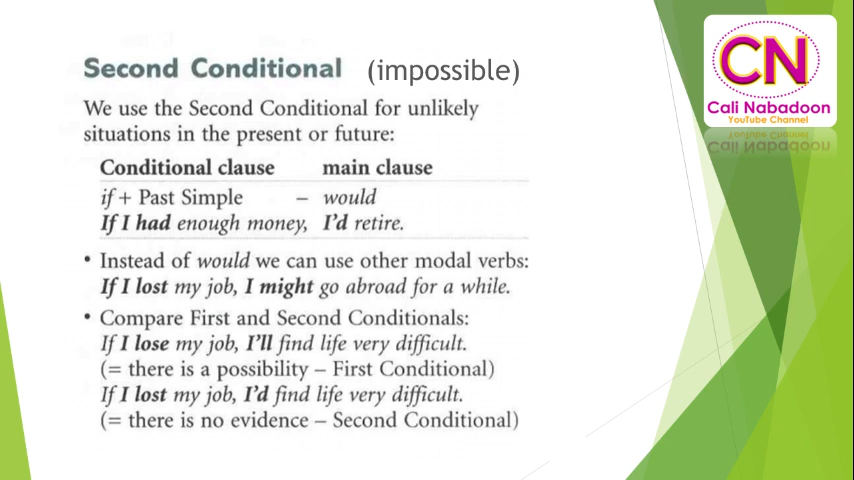 Second Conditional (impossible)
We use the Second Conditional for unlikely
situations in the present or future:
Conditional clause main clause
if + Past Simple – would
If I had enough money, I’d retire.
• Instead of would we can use other modal verbs:
If I lost my job, I might go abroad for a while.
• Compare First and Second Conditionals:
If I lose my job, I’ll find life very difficult.
(= there is a possibility – First Conditional)
If I lost my job, I’d find life very difficult.
(= there is no evidence – Second Conditional)
CN
Cali Nabadoon
YouTube Channel